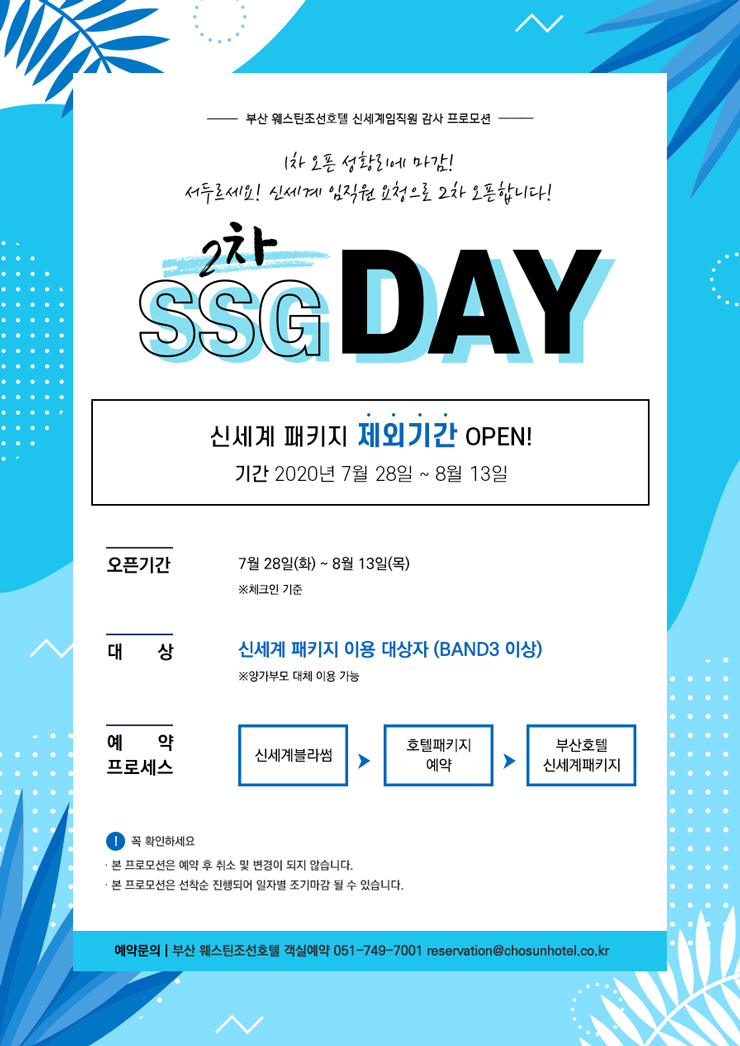 부산 웨스틴조선호텔 신세계임직원 감사 프로모션
1차 오픈 성황리에 마감!
서두르세요! 신세계 임직원 요청으로 2차 오픈합니다!
2차
SSG DAY
신세계 패키지 제외기간 OPEN!
기간 2020년 7월 28일 ~ 8월 13일
오픈기간
7월 28일(화) ~ 8월 13일(목)
※체크인 기준
대 상
신세계 패키지 이용 대상자 (BAND3 이상)
※양가부모 대체 이용 가능
예 약
프로세스
신세계블라썸
호텔패키지
예약
부산호텔
신세계패키지
! 꼭 확인하세요
· 본 프로모션은 예약 후 취소 및 변경이 되지 않습니다.
· 본 프로모션은 선착순 진행되어 일자별 조기마감 될 수 있습니다.
예약문의 | 부산 웨스틴조선호텔 객실예약 051-749-7001 reservation@chosunhotel.co.kr